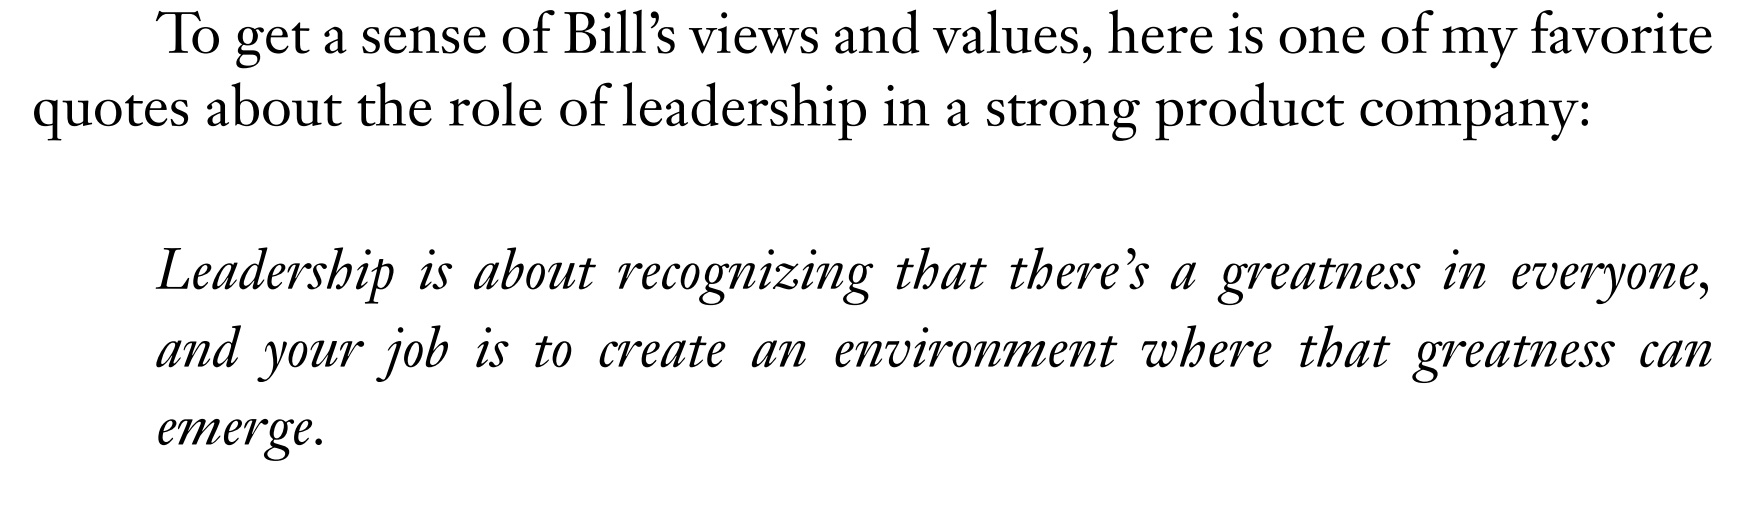 To get a sense of Bill’s views and values, here is one of my favorite
quotes about the role of leadership in a strong product company:
Leadership is about recognizing that there’s a greatness in everyone,
and your job is to create an environment where that greatness can
emerge.